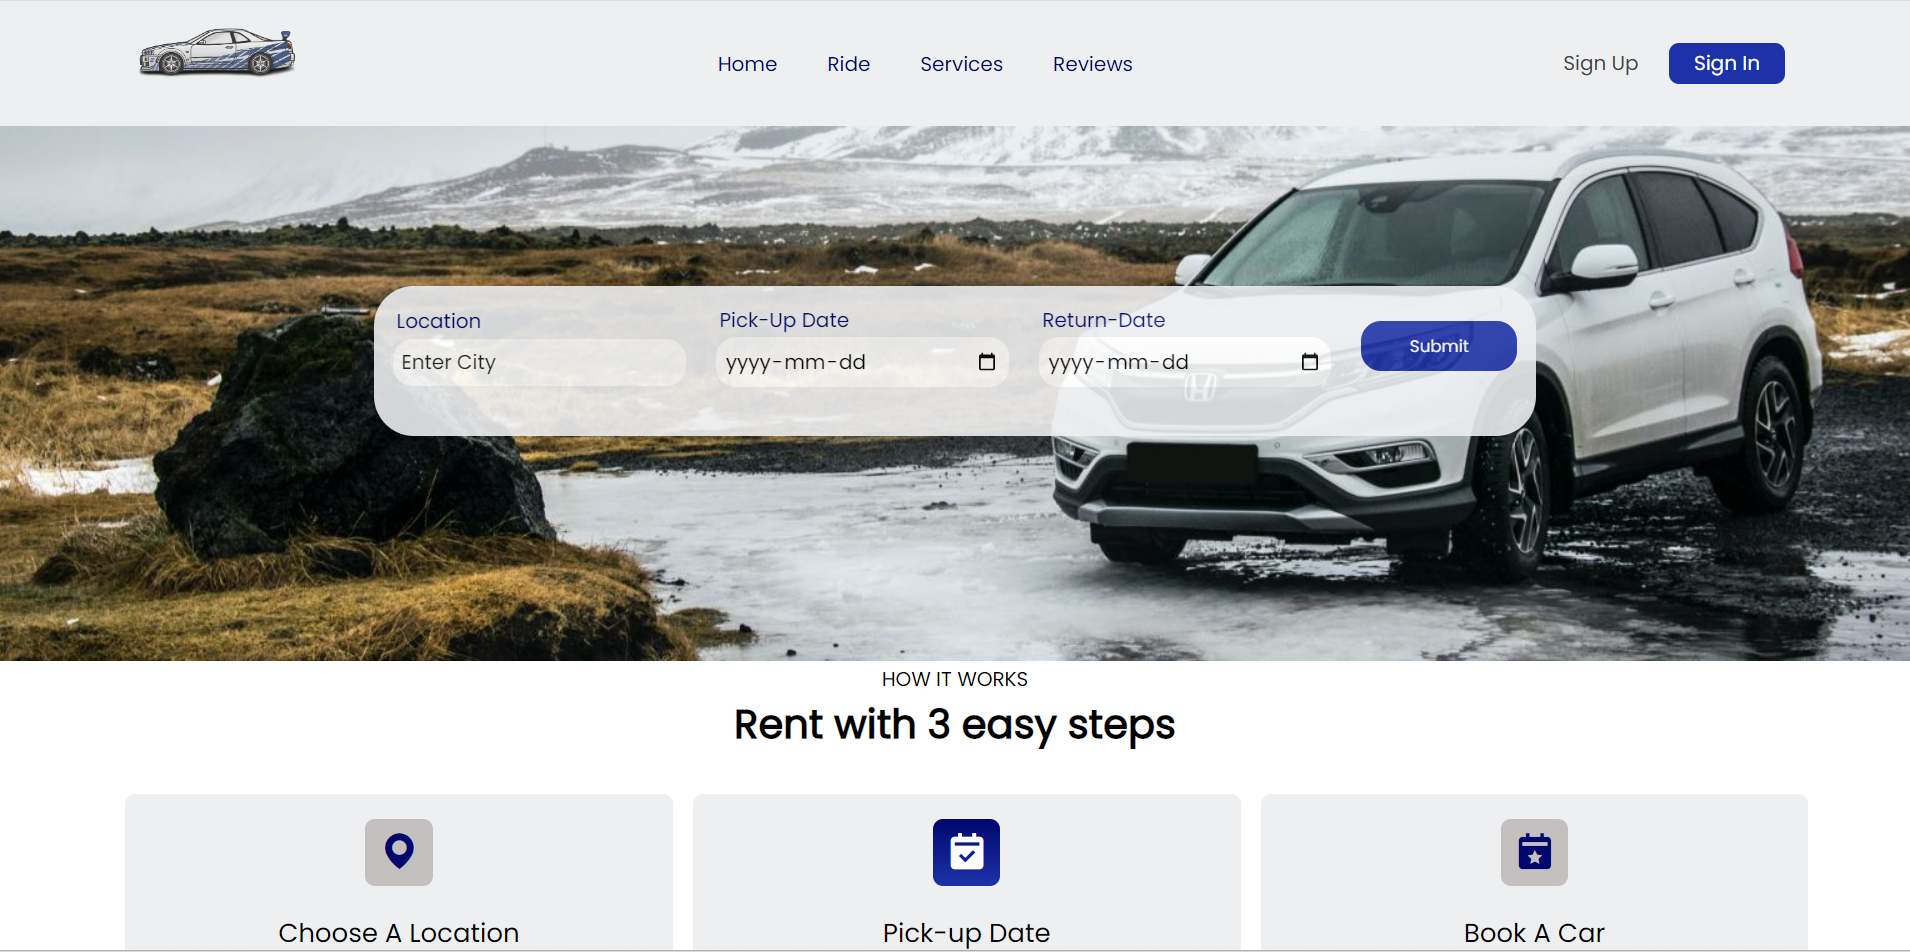 Home Ride Services Reviews Sign Up Sign In
Location Pick-Up Date Return-Date
Enter City yyyy-mm-dd yyyy-mm-dd Submit
HOW IT WORKS
Rent with 3 easy steps
Choose A Location Pick-up Date Book A Car